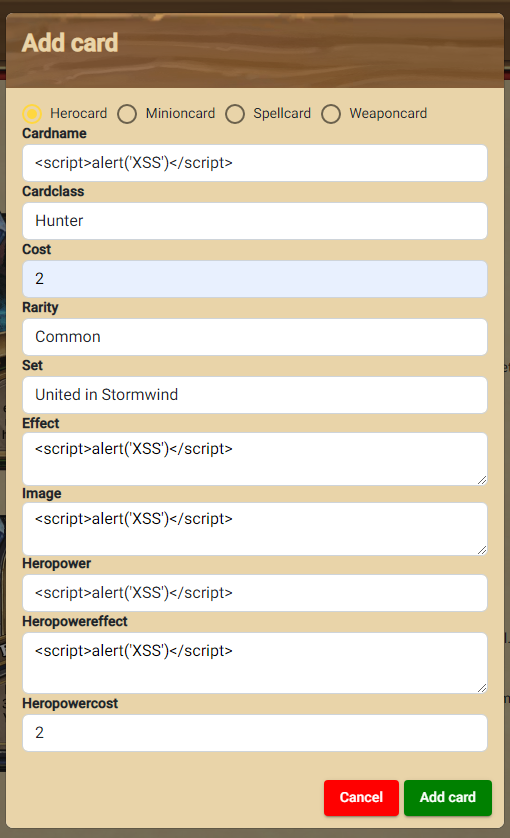 Add card
Herocard Minioncard Spellcard Weaponcard
Cardname
<script>alert('XSS')</script>
Cardclass
Hunter
Cost
2
Rarity
Common
Set
United in Stormwind
Effect
<script>alert('XSS')</script>
Image
<script>alert('XSS')</script>
Heropower
<script>alert('XSS')</script>
Heropowereffect
<script>alert('XSS')</script>
Heropowercost
2
Cancel Add card